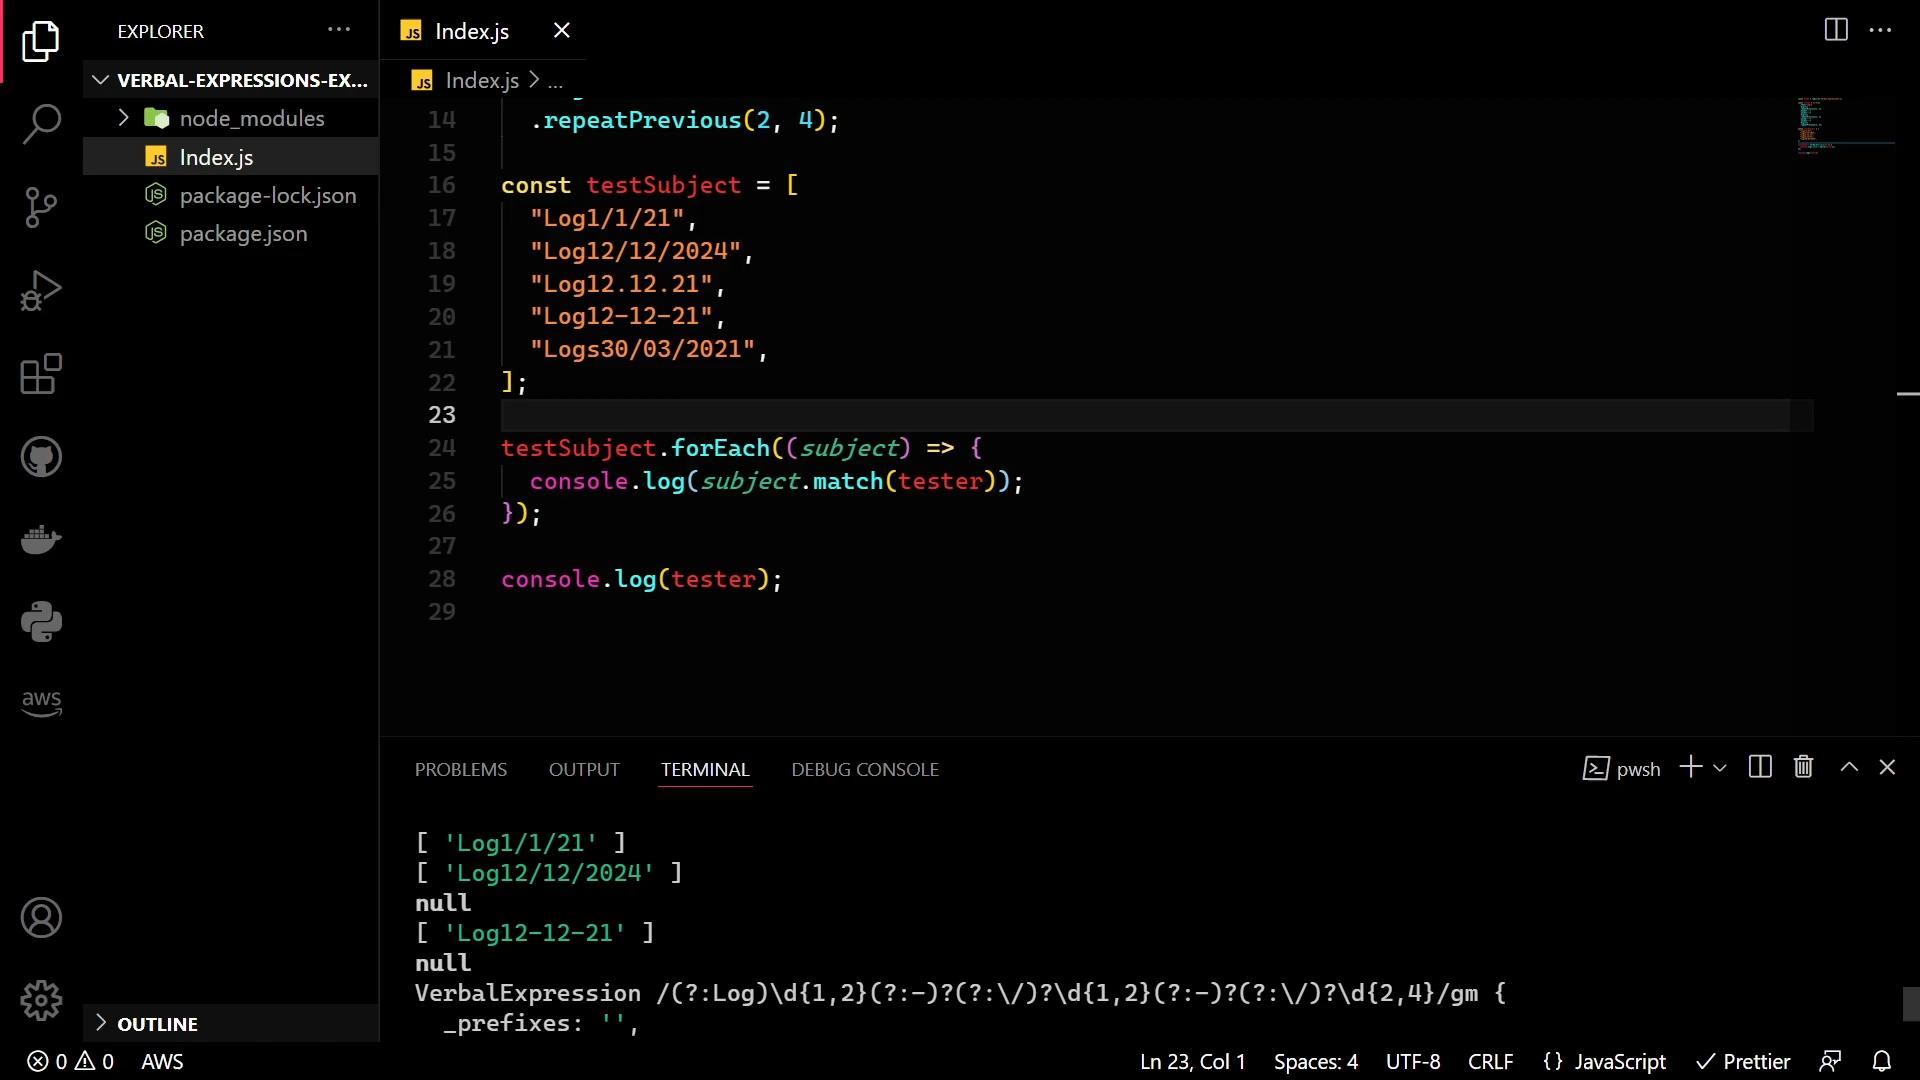 EXPLORER
VERBAL-EXPRESSIONS-EX...
node_modules
JS Index.js
package-lock.json
package.json
aws
OUTLINE
JS Index.js
JS Index.js > ...
14 .repeatPrevious(2, 4);
15
16 const testSubject = [
17 "Log1/1/21",
18 "Log12/12/2024",
19 "Log12.12.21",
20 "Log12-12-21",
21 "Logs30/03/2021",
22 ];
23
24 testSubject.forEach((subject) => {
25 console.log(subject.match(tester));
26 });
27
28 console.log(tester);
29
PROBLEMS OUTPUT TERMINAL DEBUG CONSOLE
pwsh
[ 'Log1/1/21' ]
[ 'Log12/12/2024' ]
null
[ 'Log12-12-21' ]
null
VerbalExpression /(?:Log)\d{1,2}(?:-)?(?:\/)?\d{1,2}(?:-)?(?:\/)?\d{2,4}/gm {
_prefixes: '',
0 0 AWS
Ln 23, Col 1 Spaces: 4 UTF-8 CRLF {} JavaScript Prettier